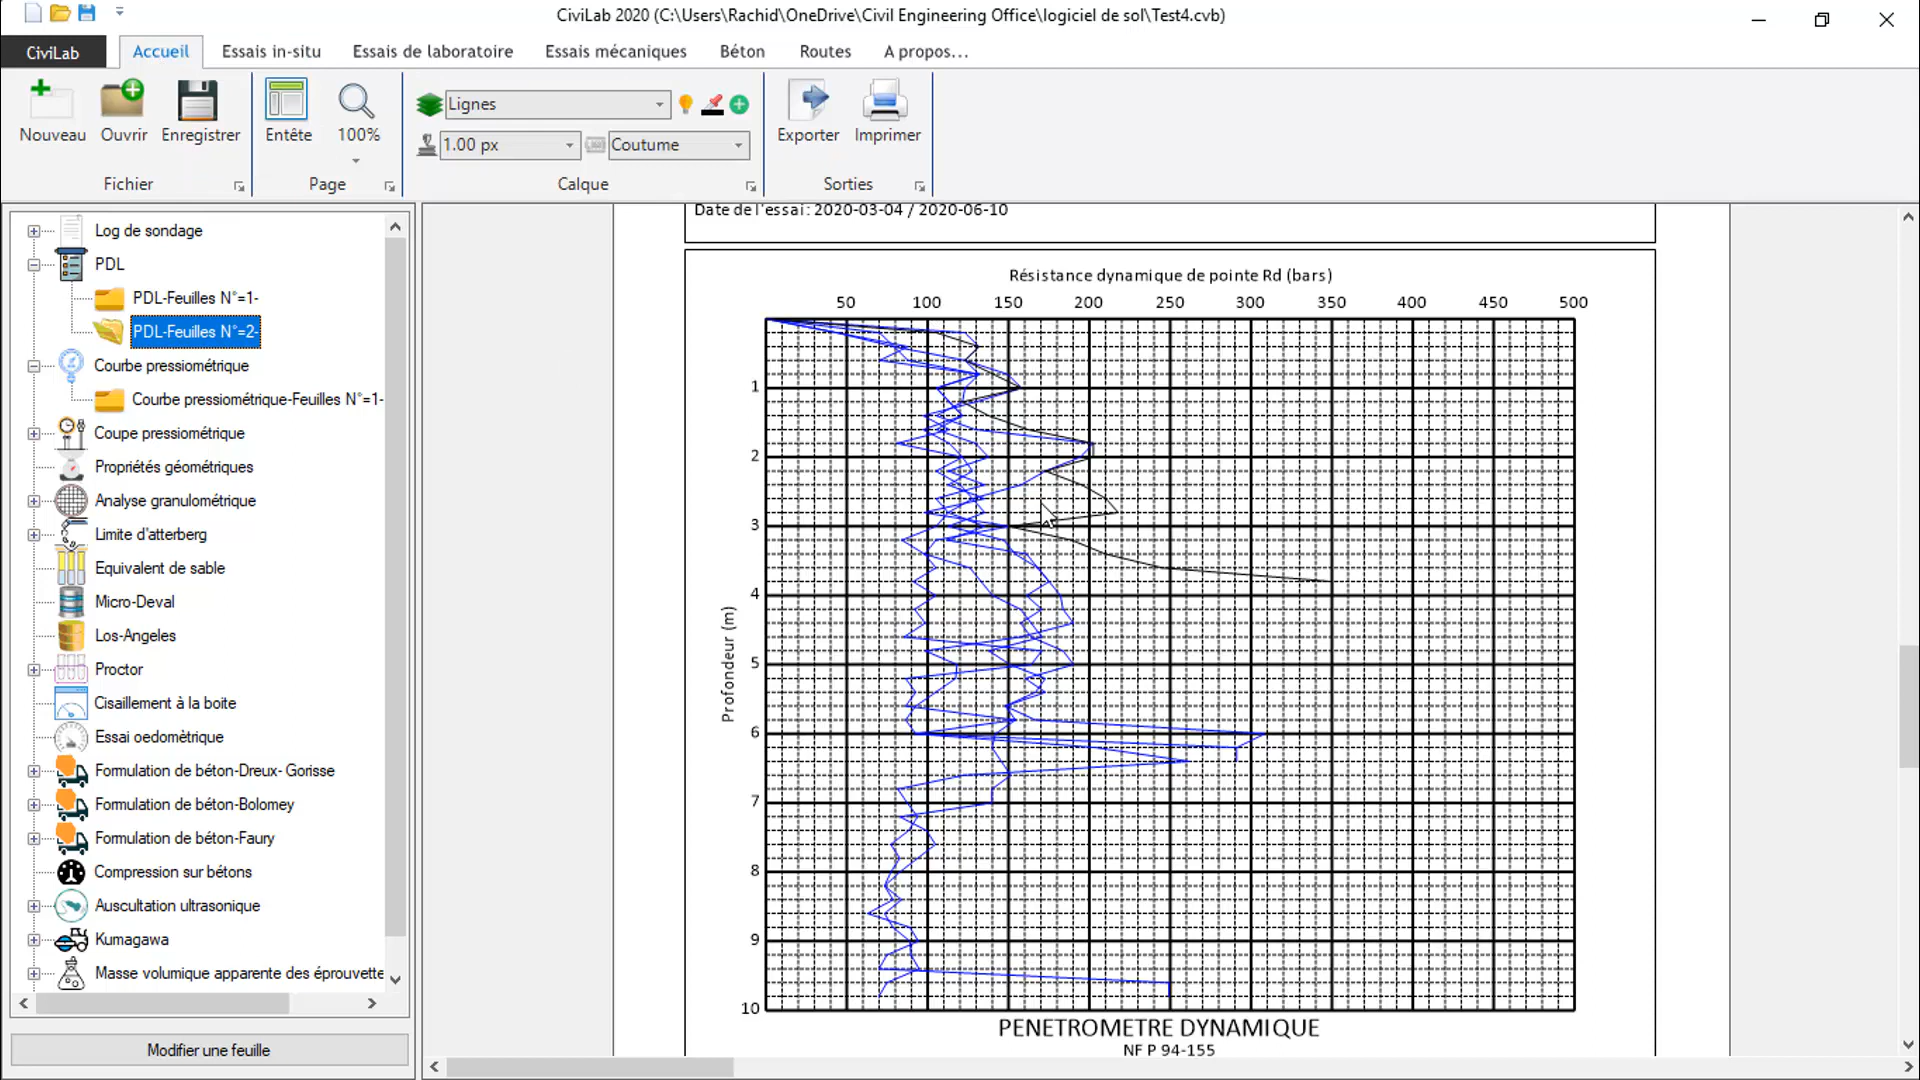 CiviLab 2020 (C:\Users\Rachid\OneDrive\Civil Engineering Office\logiciel de sol\Test4.cvb)
CiviLab
Accueil
Essais in-situ
Essais de laboratoire
Essais mécaniques
Béton
Routes
A propos...
Nouveau
Ouvrir
Enregistrer
Fichier
Entête
100%
Page
Lignes
1.00 px
Coutume
Calque
Exporter
Imprimer
Sorties
Log de sondage
PDL
PDL-Feuilles N°=1-
PDL-Feuilles N°=2-
Courbe pressiométrique
Courbe pressiométrique-Feuilles N°=1-
Coupe pressiométrique
Propriétés géométriques
Analyse granulométrique
Limite d'atterberg
Equivalent de sable
Micro-Deval
Los-Angeles
Proctor
Cisaillement à la boite
Essai oedométrique
Formulation de béton-Dreux- Gorisse
Formulation de béton-Bolomey
Formulation de béton-Faury
Compression sur bétons
Auscultation ultrasonique
Kumagawa
Masse volumique apparente des éprouvette
Modifier une feuille
Date de l'essai : 2020-03-04 / 2020-06-10
Résistance dynamique de pointe Rd (bars)
50 100 150 200 250 300 350 400 450 500
Profondeur (m)
1
2
3
4
5
6
7
8
9
10
PENETROMETRE DYNAMIQUE
NF P 94-155